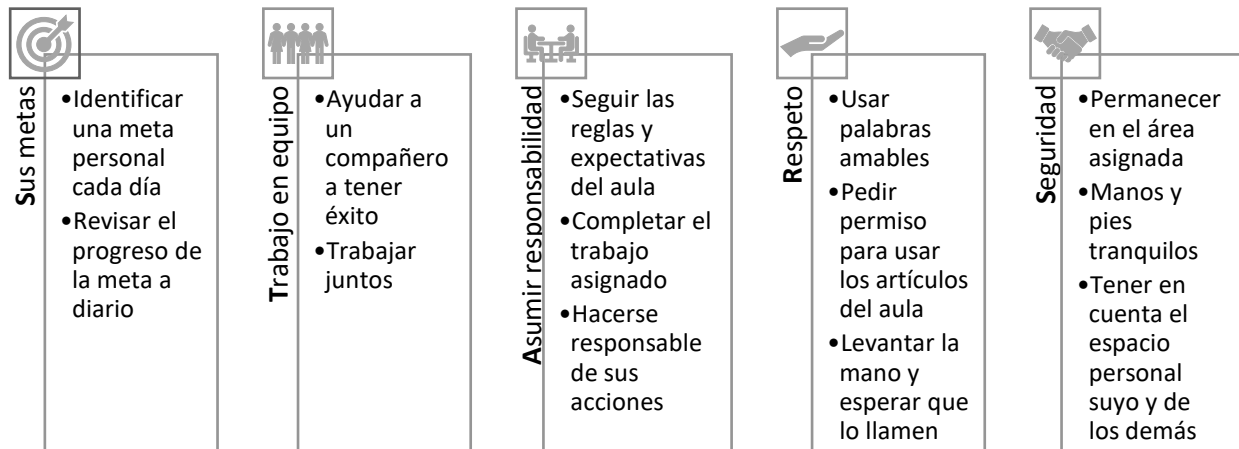 Sus metas
•Identificar
una meta
personal
cada día
•Revisar el
progreso de
la meta a
diario
Trabajo en equipo
•Ayudar a
un
compañero
a tener
éxito
•Trabajar
juntos
Asumir responsabilidad
•Seguir las
reglas y
expectativas
del aula
•Completar el
trabajo
asignado
•Hacerse
responsable
de sus
acciones
Respeto
•Usar
palabras
amables
•Pedir
permiso
para usar
los artículos
del aula
•Levantar la
mano y
esperar que
lo llamen
Seguridad
•Permanecer
en el área
asignada
•Manos y
pies
tranquilos
•Tener en
cuenta el
espacio
personal
suyo y de
los demás